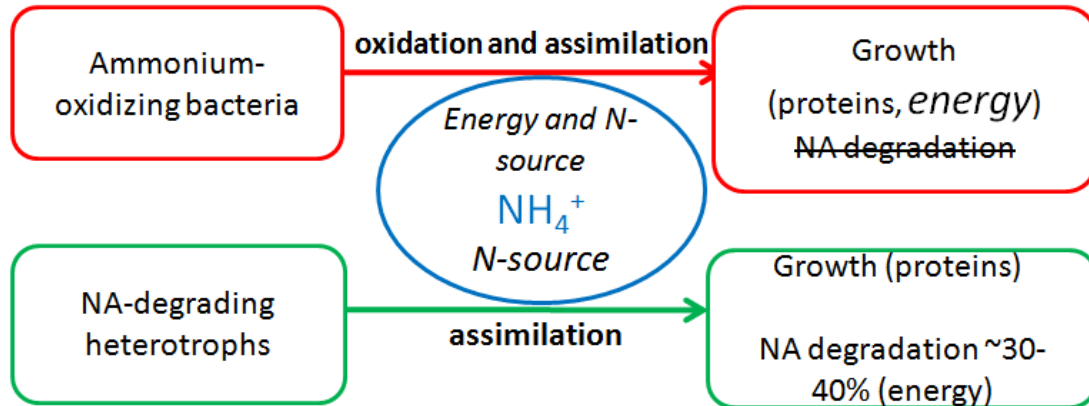 Ammonium-
oxidizing bacteria
oxidation and assimilation
Growth
(proteins, energy)
NA degradation
Energy and N-
source
NH₄⁺
N-source
NA-degrading
heterotrophs
assimilation
Growth (proteins)
NA degradation ~30-
40% (energy)